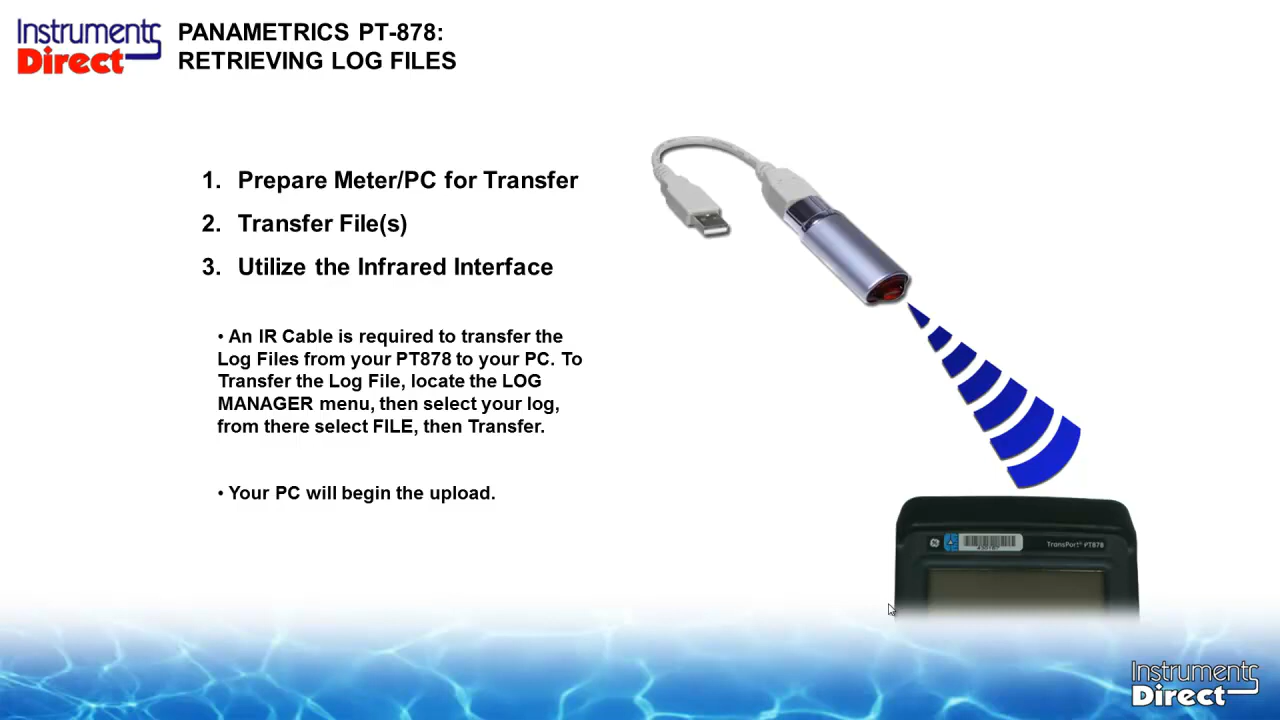 Instruments
Direct
PANAMETRICS PT-878:
RETRIEVING LOG FILES
1. Prepare Meter/PC for Transfer
2. Transfer File(s)
3. Utilize the Infrared Interface
• An IR Cable is required to transfer the
Log Files from your PT878 to your PC. To
Transfer the Log File, locate the LOG
MANAGER menu, then select your log,
from there select FILE, then Transfer.
• Your PC will begin the upload.
TransPort® PT878
Instruments
Direct